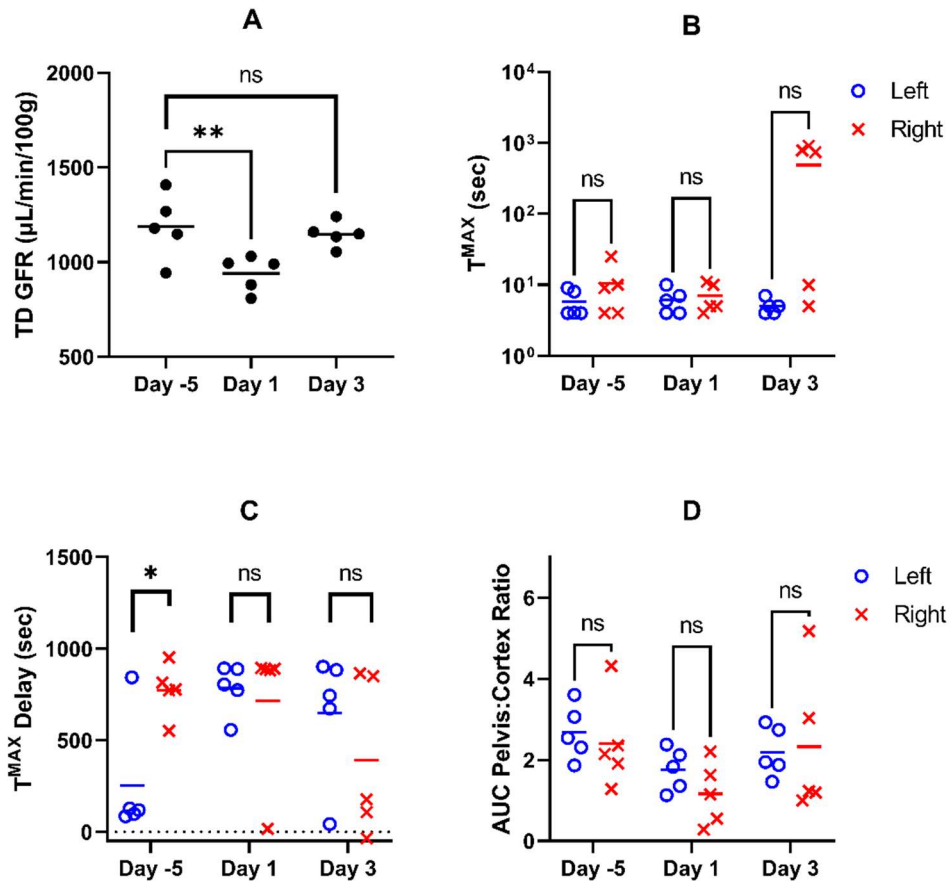 A
TD GFR (µL/min/100g)
2000
1500
1000
500
ns
**
Day -5 Day 1 Day 3
B
T^MAX (sec)
10^4
10^3
10^2
10^1
10^0
ns
ns
ns
Day -5 Day 1 Day 3
Left
Right
C
T^MAX Delay (sec)
1500
1000
500
0
*
ns
ns
Day -5 Day 1 Day 3
D
AUC Pelvis:Cortex Ratio
6
4
2
0
ns
ns
ns
Day -5 Day 1 Day 3
Left
Right